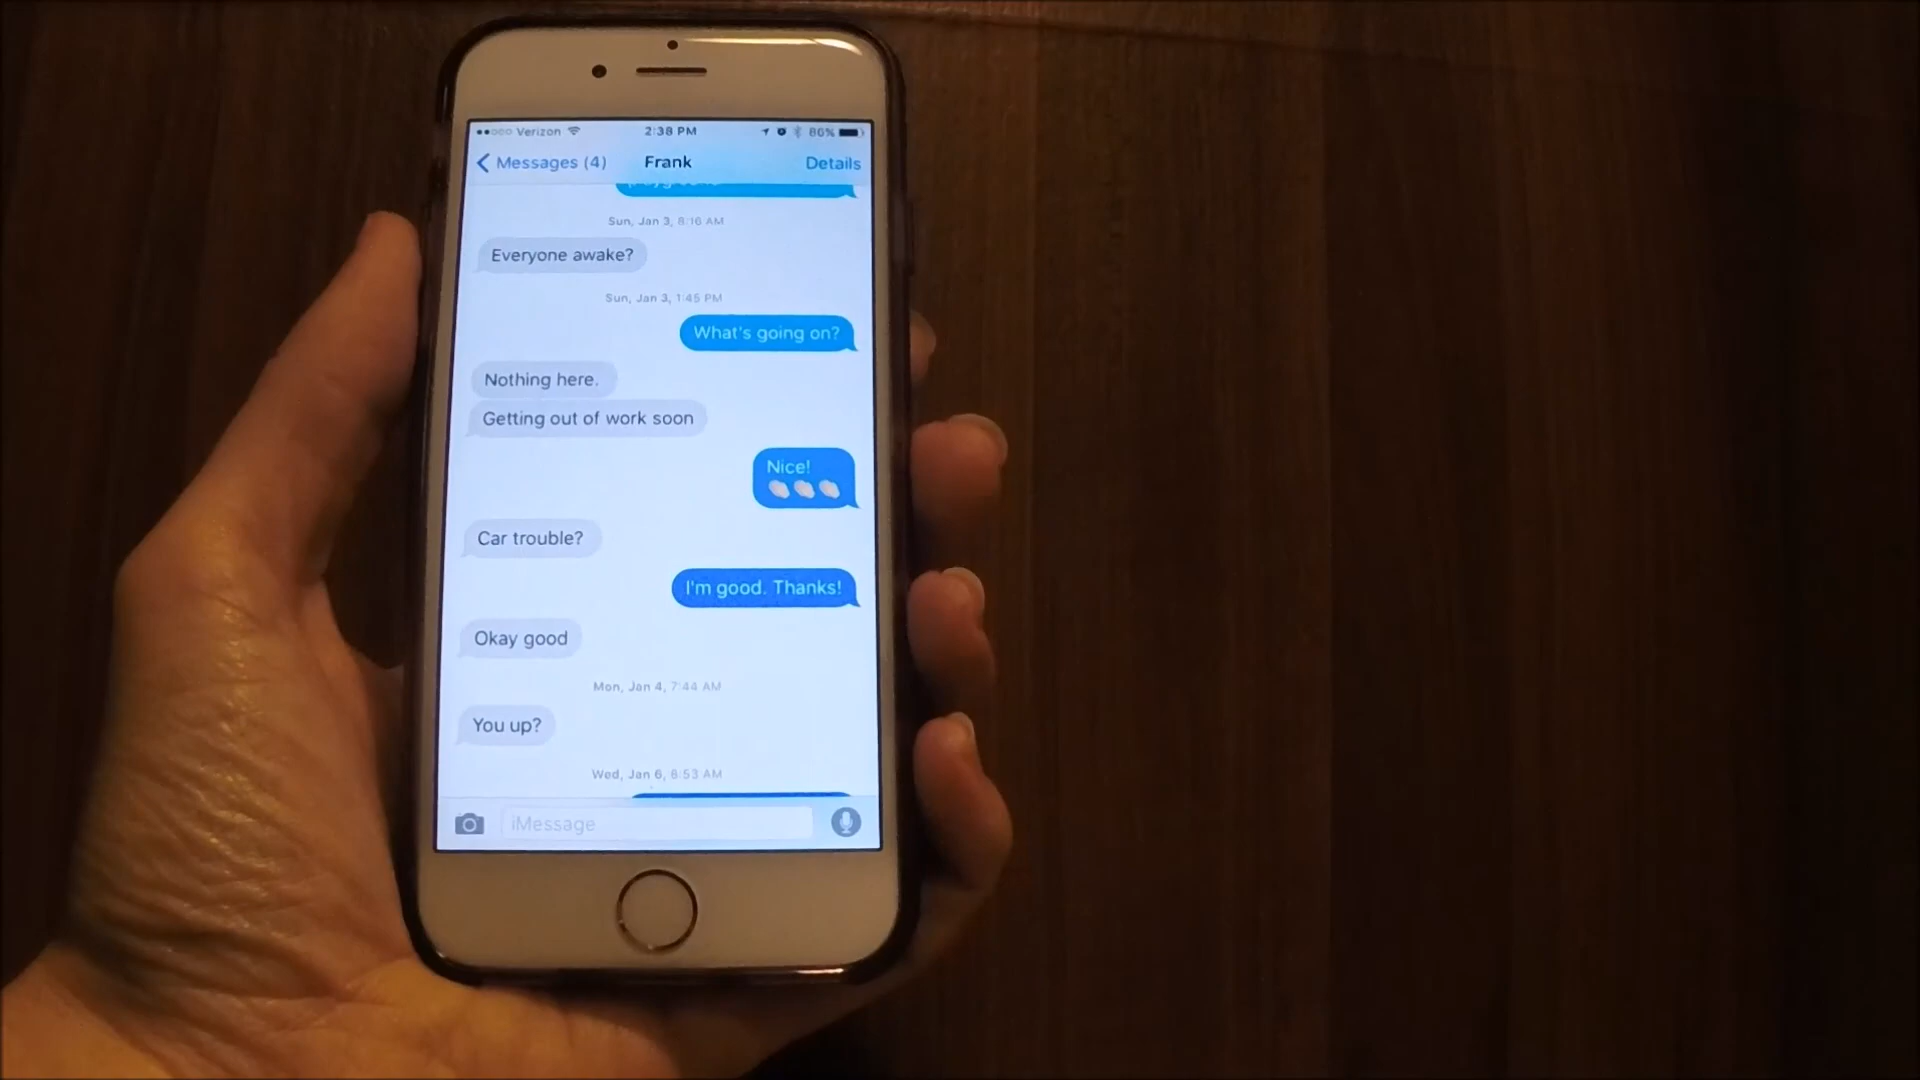 Verizon 2:38 PM 86%
Messages (4) Frank Details
Sun, Jan 3, 8:16 AM
Everyone awake?
Sun, Jan 3, 1:45 PM
What's going on?
Nothing here.
Getting out of work soon
Nice!
Car trouble?
I'm good. Thanks!
Okay good
Mon, Jan 4, 7:44 AM
You up?
Wed, Jan 6, 8:53 AM
iMessage